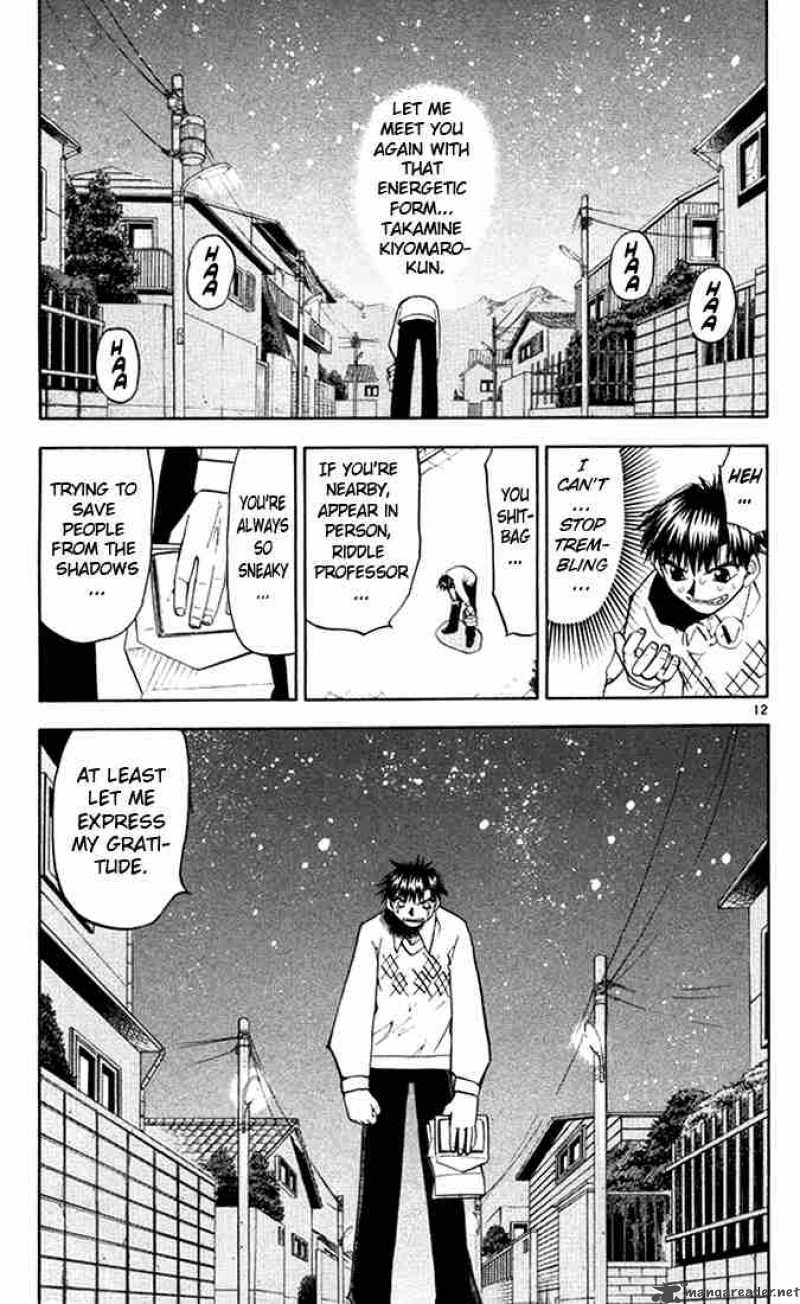 LET ME
MEET YOU
AGAIN WITH
THAT
ENERGETIC
FORM...
TAKAMINE
KIYOMARO-
KUN.
HAA
HAA
HAA
HAA
HEH
...
I
CAN'T
...
STOP
TREM-
BLING
...
YOU
SHIT-
BAG
...
IF YOU'RE
NEARBY,
APPEAR IN
PERSON,
RIDDLE
PROFESSOR
...
YOU'RE
ALWAYS
SO
SNEAKY
...
TRYING TO
SAVE
PEOPLE
FROM THE
SHADOWS
...
12
AT LEAST
LET ME
EXPRESS
MY GRATI-
TUDE.
mangareader.net